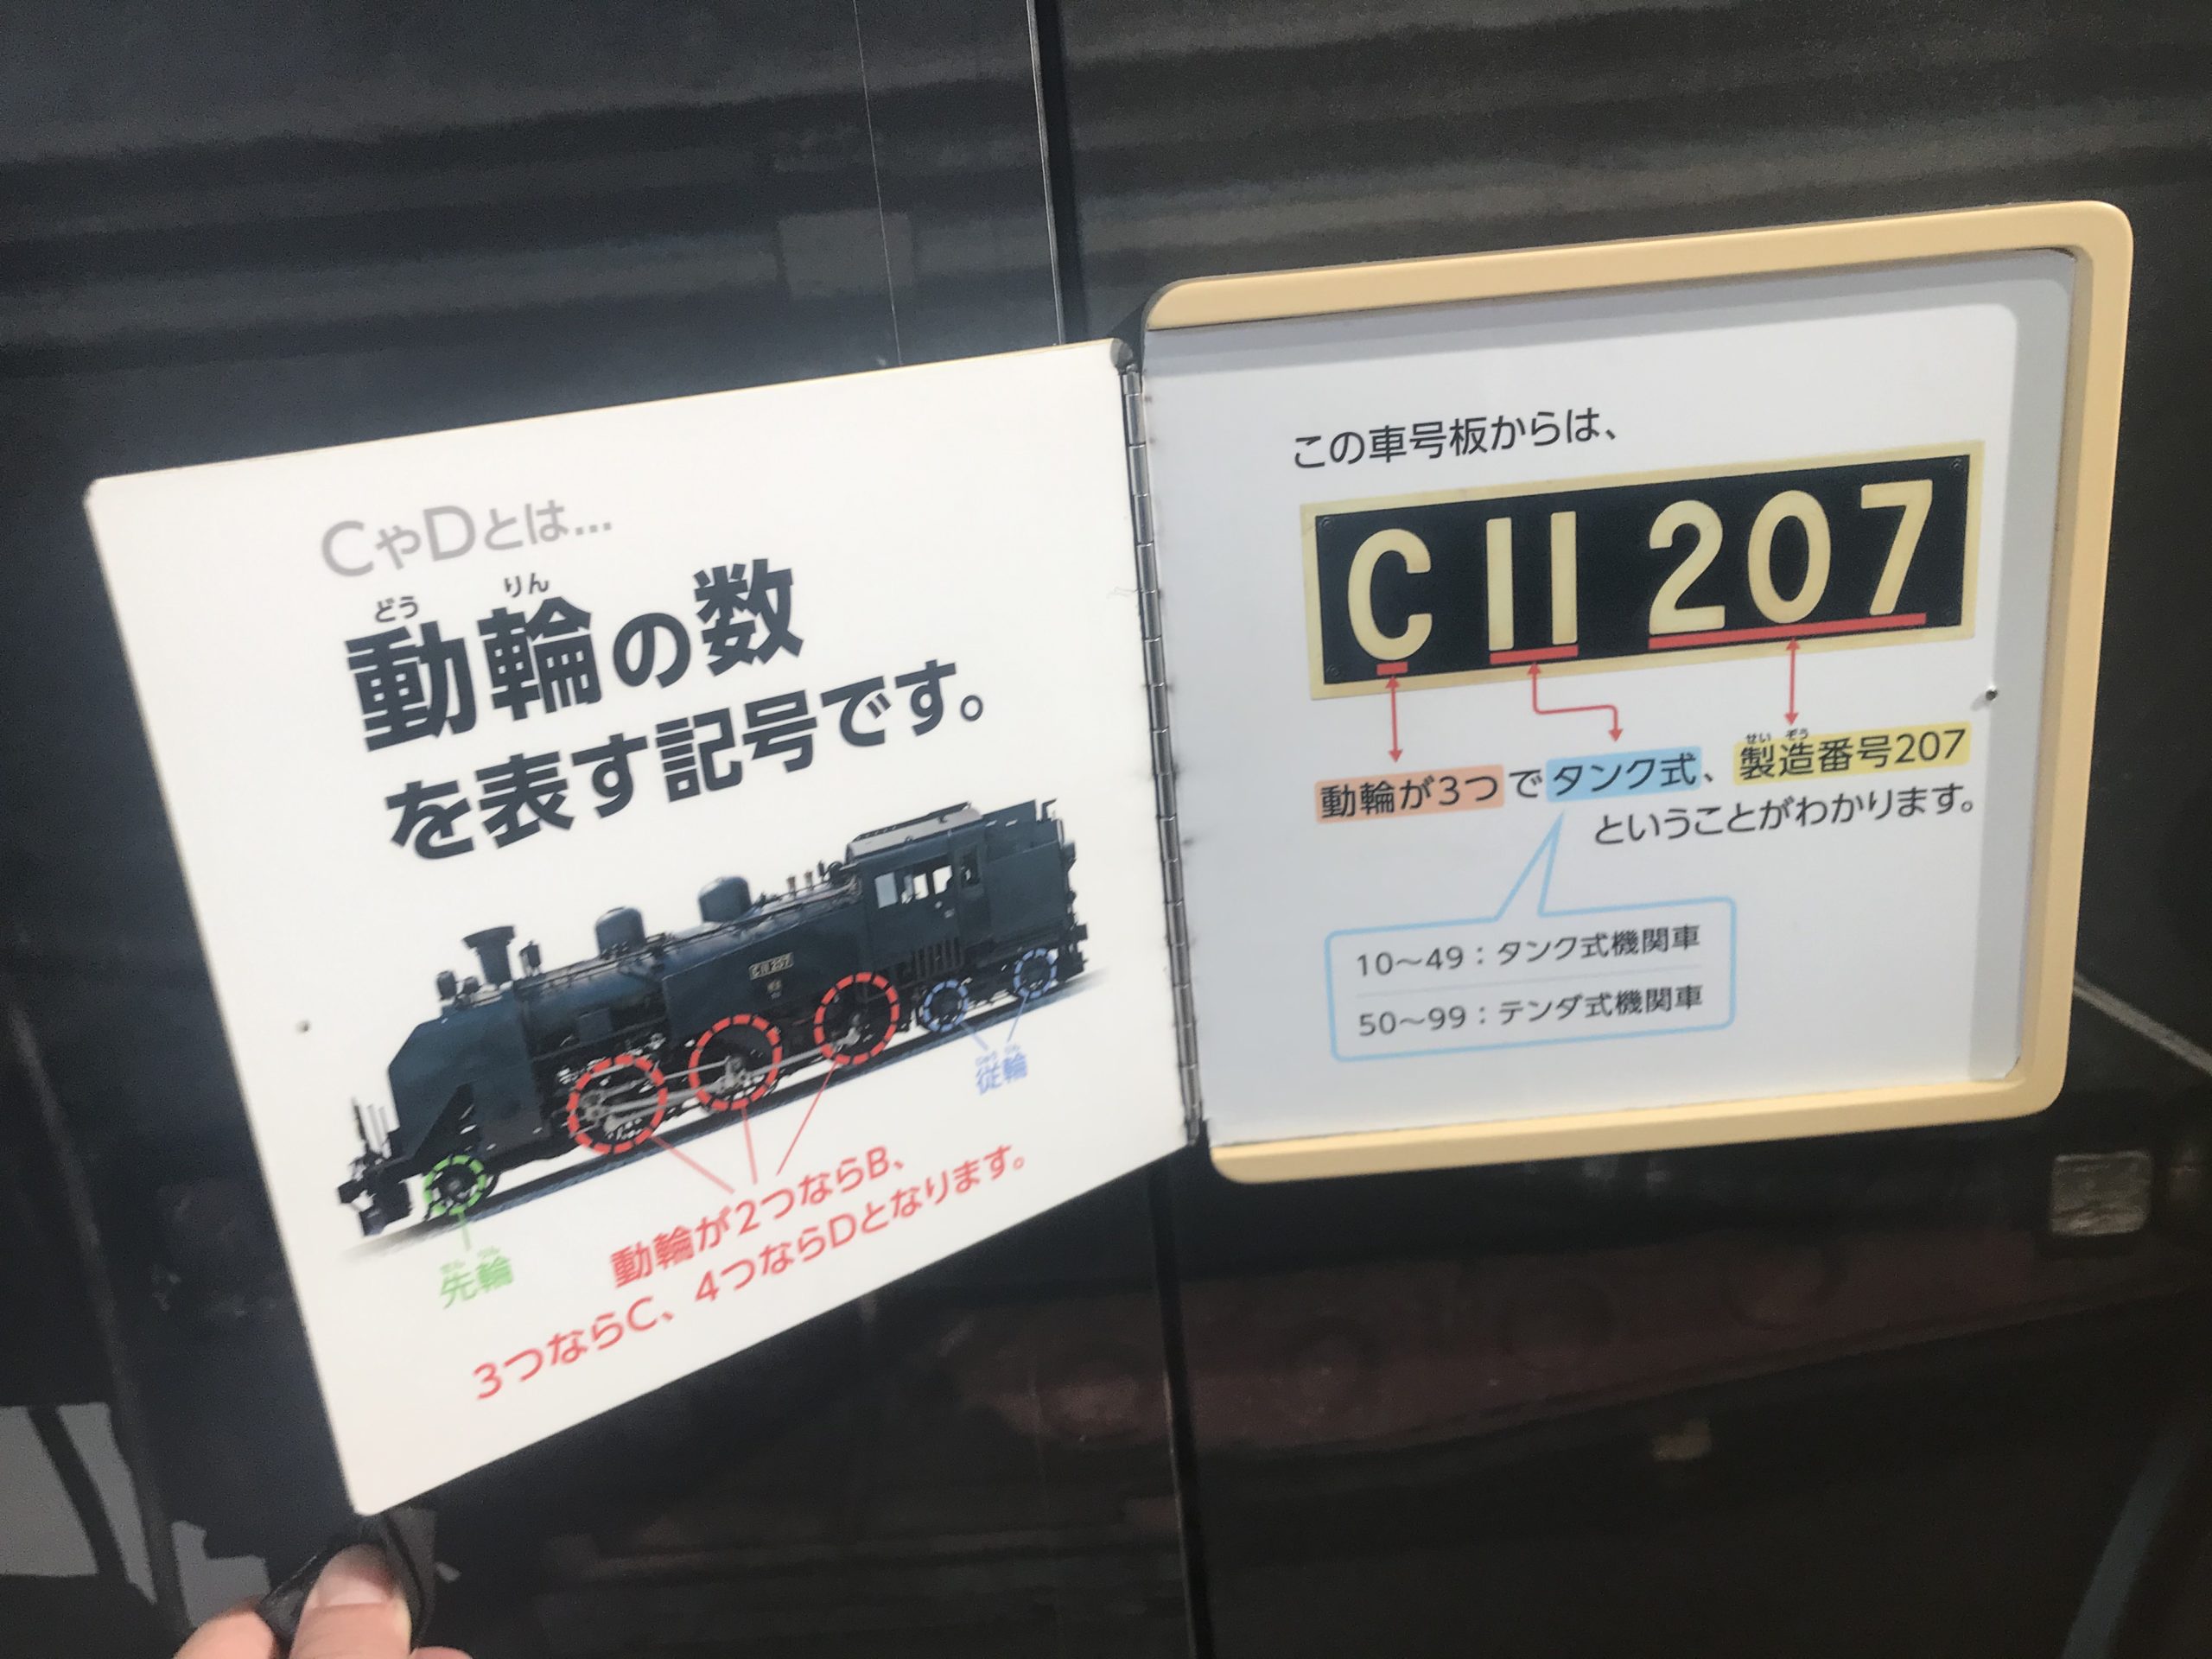 CやDとは…
どう りん
動輪の数
を表す記号です。
C11 207
先輪
従輪
動輪が2つならB、
3つならC、4つならDとなります。
この車号板からは、
C 11 207
動輪が3つでタンク式、製造番号207
せい ぞう
ということがわかります。
10〜49：タンク式機関車
50〜99：テンダ式機関車